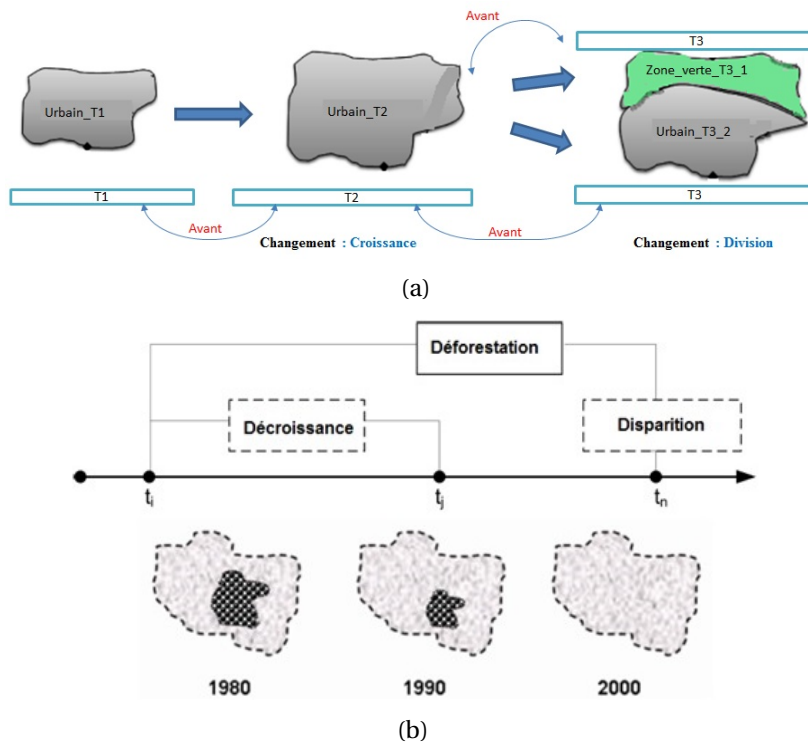 Avant
T3
Zone_verte_T3_1
Urbain_T1
Urbain_T2
Urbain_T3_2
T1
T2
T3
Avant
Avant
Changement : Croissance
Changement : Division
(a)
Déforestation
Décroissance
Disparition
ti
tj
tn
1980
1990
2000
(b)